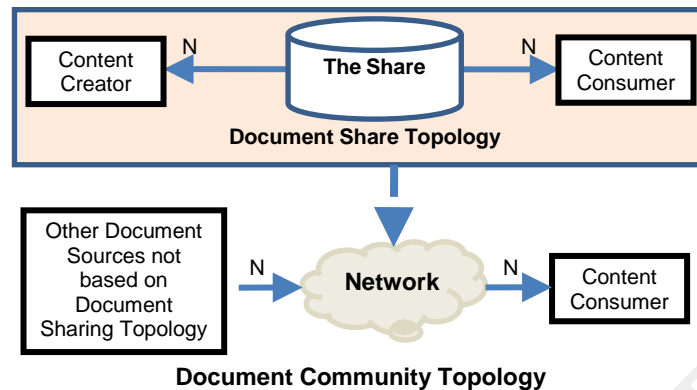 N
N
Content
Creator
The Share
Content
Consumer
Document Share Topology
Other Document
Sources not
based on
Document
Sharing Topology
N
Network
N
Content
Consumer
Document Community Topology